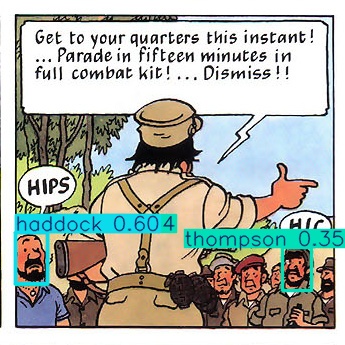 Get to your quarters this instant!
... Parade in fifteen minutes in
full combat kit! ... Dismiss!!
HIPS
haddock 0.604
HIC
thompson 0.35